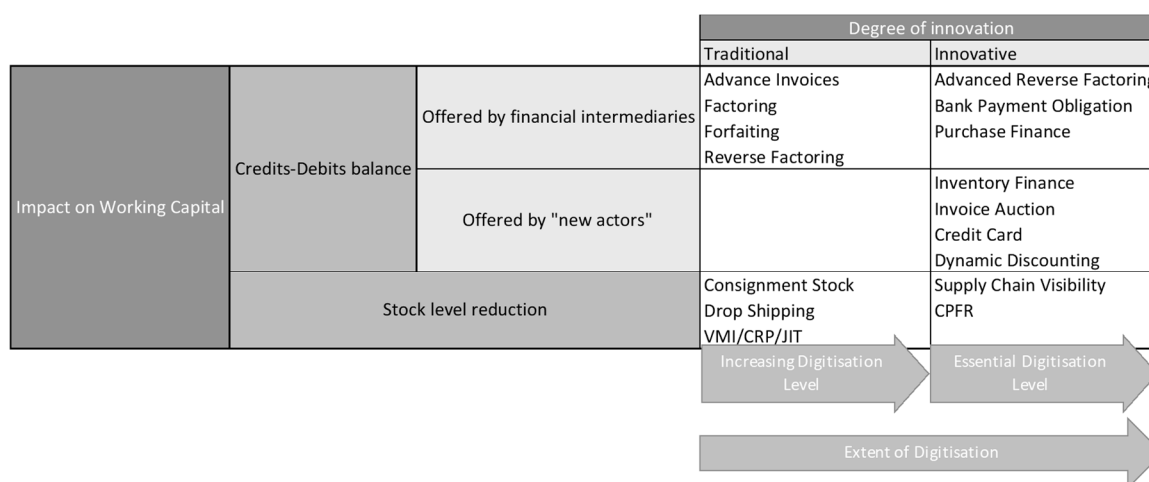 Degree of innovation
Traditional
Innovative
Impact on Working Capital
Credits-Debits balance
Offered by financial intermediaries
Advance Invoices
Factoring
Forfaiting
Reverse Factoring
Advanced Reverse Factoring
Bank Payment Obligation
Purchase Finance
Offered by "new actors"
Inventory Finance
Invoice Auction
Credit Card
Dynamic Discounting
Stock level reduction
Consignment Stock
Drop Shipping
VMI/CRP/JIT
Supply Chain Visibility
CPFR
Increasing Digitisation
Level
Essential Digitisation
Level
Extent of Digitisation